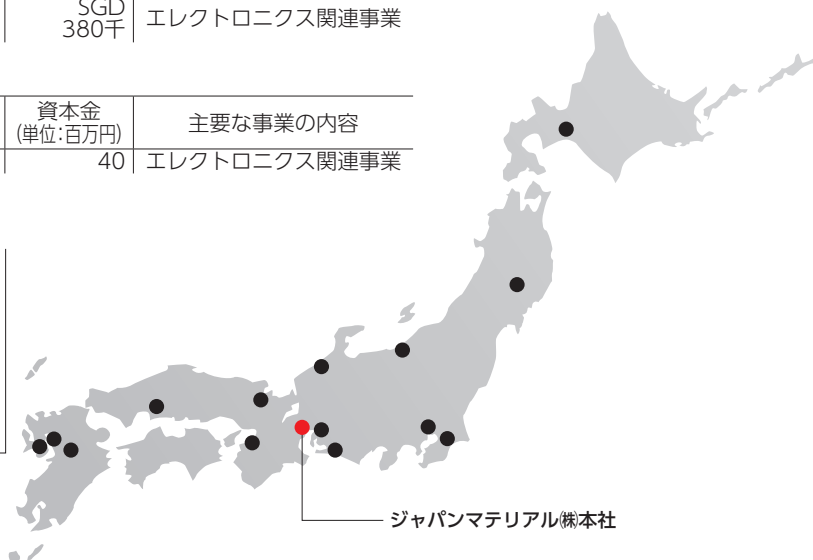 SGD
380千
エレクトロニクス関連事業
資本金
(単位:百万円)
主要な事業の内容
40
エレクトロニクス関連事業
ジャパンマテリアル㈱本社